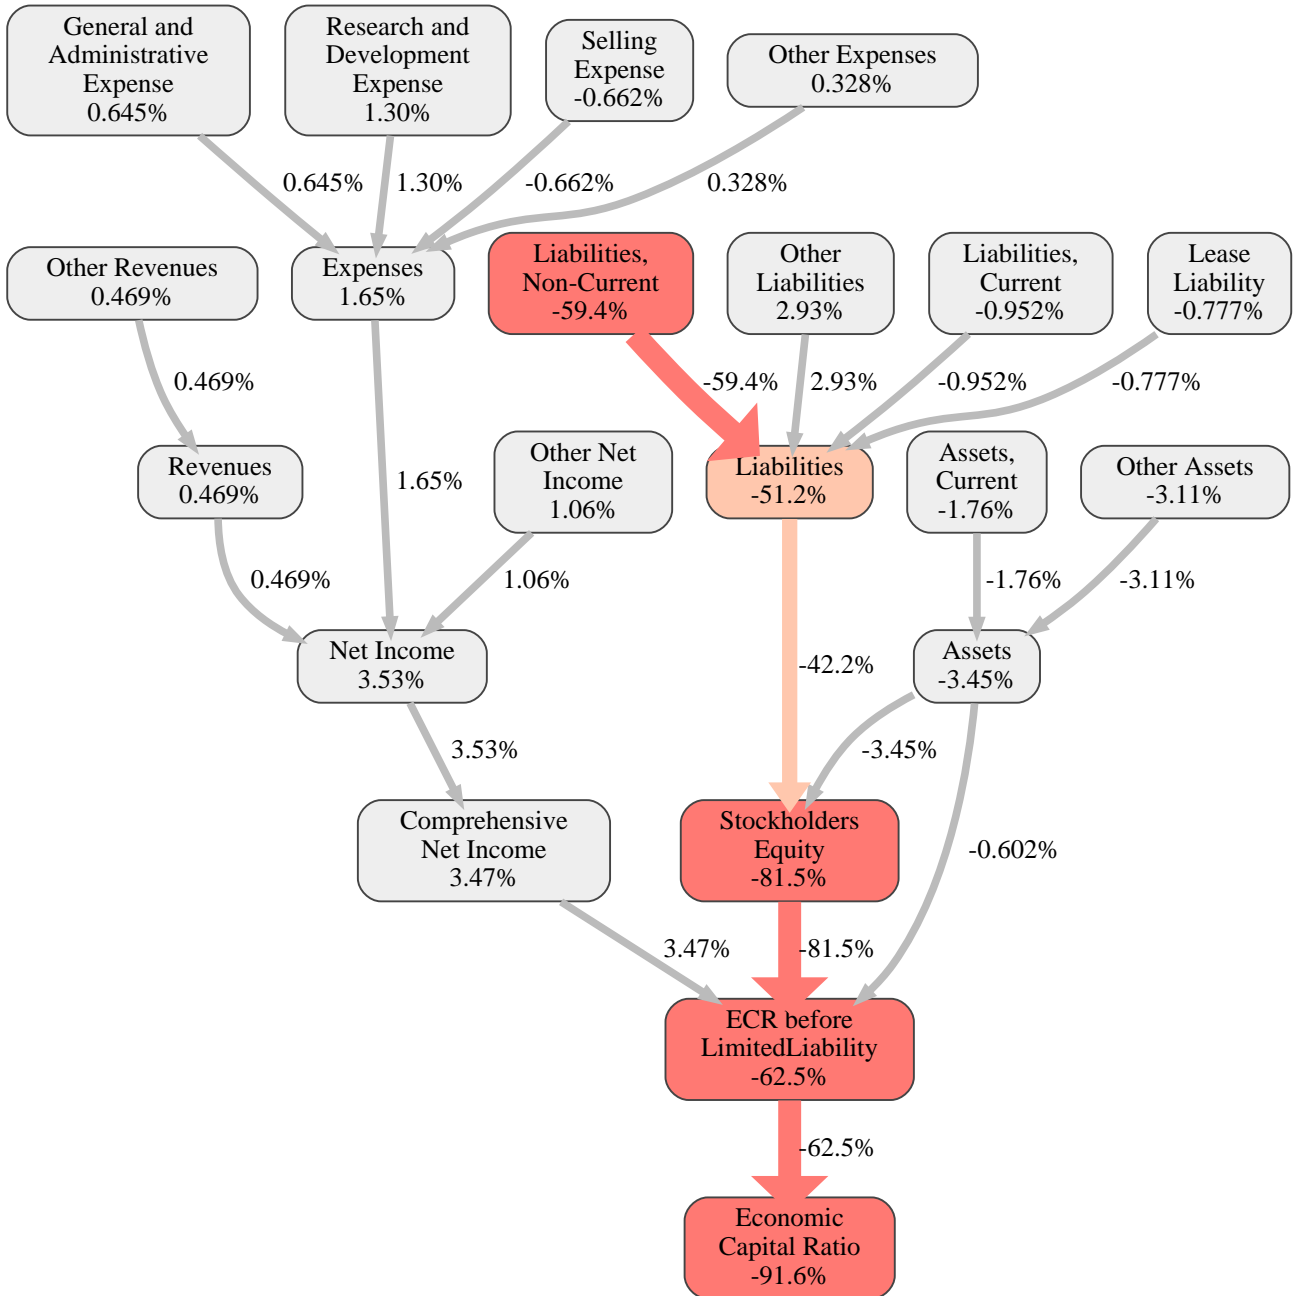 General and
Administrative
Expense
0.645%
Research and
Development
Expense
1.30%
Selling
Expense
-0.662%
Other Expenses
0.328%
0.645%
1.30%
-0.662%
0.328%
Other Revenues
0.469%
Expenses
1.65%
Liabilities,
Non-Current
-59.4%
Other
Liabilities
2.93%
Liabilities,
Current
-0.952%
Lease
Liability
-0.777%
0.469%
-59.4%
2.93%
-0.952%
-0.777%
Revenues
0.469%
1.65%
Other Net
Income
1.06%
Liabilities
-51.2%
Assets,
Current
-1.76%
Other Assets
-3.11%
0.469%
1.06%
-42.2%
-1.76%
-3.11%
Net Income
3.53%
Assets
-3.45%
3.53%
-3.45%
-0.602%
Comprehensive
Net Income
3.47%
Stockholders
Equity
-81.5%
3.47%
-81.5%
ECR before
LimitedLiability
-62.5%
-62.5%
Economic
Capital Ratio
-91.6%